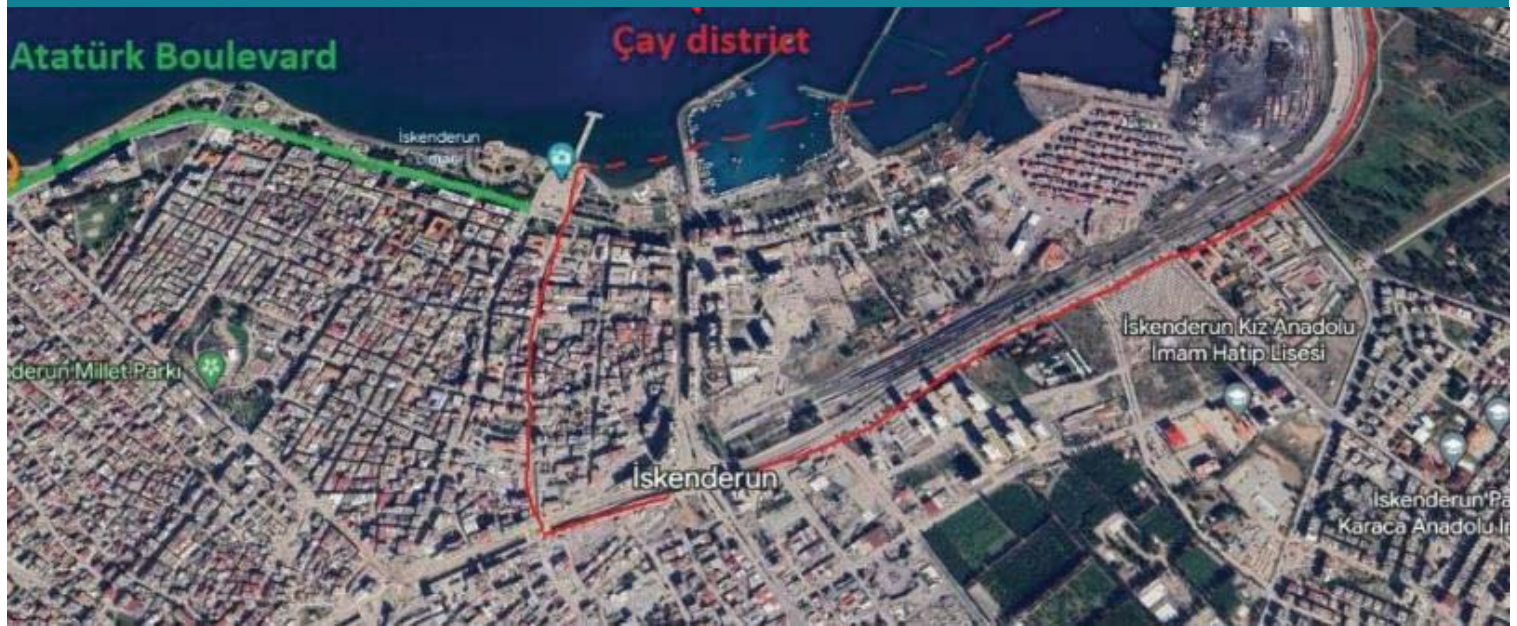 Atatürk Boulevard
Çay district
İskenderun
derun Millet Parkı
İskenderun Kız Anadolu
İmam Hatip Lisesi
İskenderun
İskenderun Pa
Karaca Anadolu İ